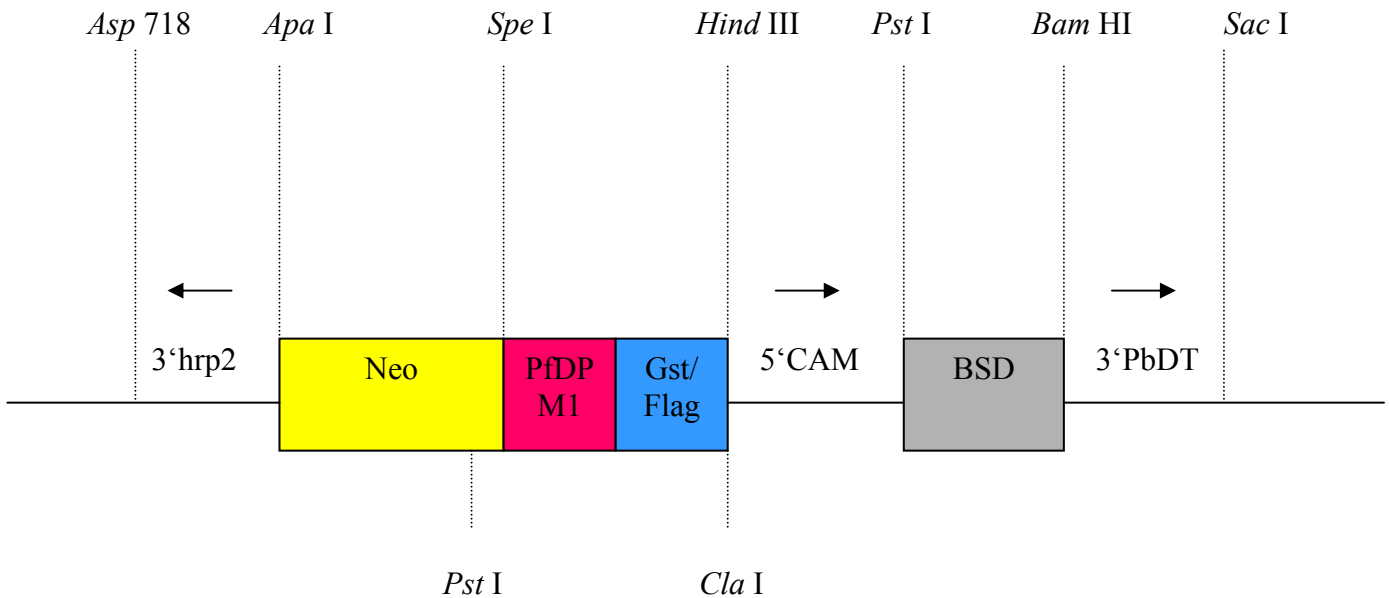 Asp 718 Apa I Spe I Hind III Pst I Bam HI Sac I
3‘hrp2 Neo PfDP Gst/ 5‘CAM BSD 3‘PbDT
M1 Flag
Pst I Cla I